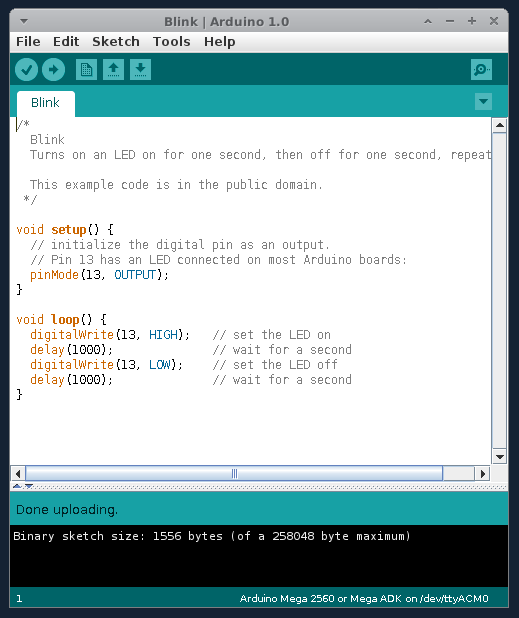 Blink | Arduino 1.0
File Edit Sketch Tools Help
Blink
/*
  Blink
  Turns on an LED on for one second, then off for one second, repeat

  This example code is in the public domain.
 */

void setup() {
  // initialize the digital pin as an output.
  // Pin 13 has an LED connected on most Arduino boards:
  pinMode(13, OUTPUT);
}

void loop() {
  digitalWrite(13, HIGH);   // set the LED on
  delay(1000);              // wait for a second
  digitalWrite(13, LOW);    // set the LED off
  delay(1000);              // wait for a second
}
Done uploading.
Binary sketch size: 1556 bytes (of a 258048 byte maximum)
1 Arduino Mega 2560 or Mega ADK on /dev/ttyACM0